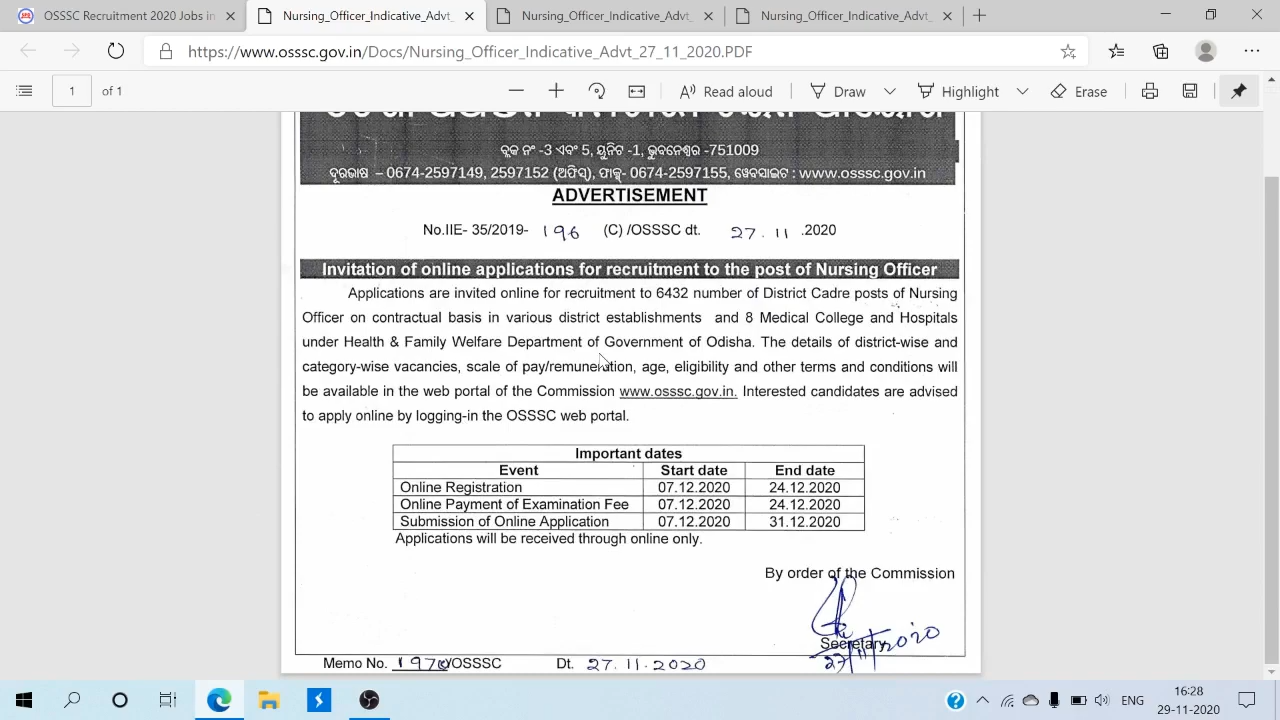 OSSSC Recruitment 2020 Jobs in
Nursing_Officer_Indicative_Advt_
Nursing_Officer_Indicative_Advt_
Nursing_Officer_Indicative_Advt_
https://www.osssc.gov.in/Docs/Nursing_Officer_Indicative_Advt_27_11_2020.PDF
1 of 1
Read aloud
Draw
Highlight
Erase
ବ୍ଲକ ନଂ -3 ଏବଂ 5, ୟୁନିଟ -1, ଭୁବନେଶ୍ୱର -751009
ଦୂରଭାଷ – 0674-2597149, 2597152 (ଅଫିସ୍), ଫାକ୍ସ- 0674-2597155, ୱେବସାଇଟ : www.osssc.gov.in
ADVERTISEMENT
No.IIE- 35/2019- 196 (C) /OSSSC dt. 27.11 .2020
Invitation of online applications for recruitment to the post of Nursing Officer
Applications are invited online for recruitment to 6432 number of District Cadre posts of Nursing
Officer on contractual basis in various district establishments and 8 Medical College and Hospitals
under Health & Family Welfare Department of Government of Odisha. The details of district-wise and
category-wise vacancies, scale of pay/remuneration, age, eligibility and other terms and conditions will
be available in the web portal of the Commission www.osssc.gov.in. Interested candidates are advised
to apply online by logging-in the OSSSC web portal.
Important dates
Event Start date End date
Online Registration 07.12.2020 24.12.2020
Online Payment of Examination Fee 07.12.2020 24.12.2020
Submission of Online Application 07.12.2020 31.12.2020
Applications will be received through online only.
By order of the Commission
Secretary
27/11/2020
Memo No. 1970/OSSSC Dt. 27.11.2020
ENG
16:28
29-11-2020